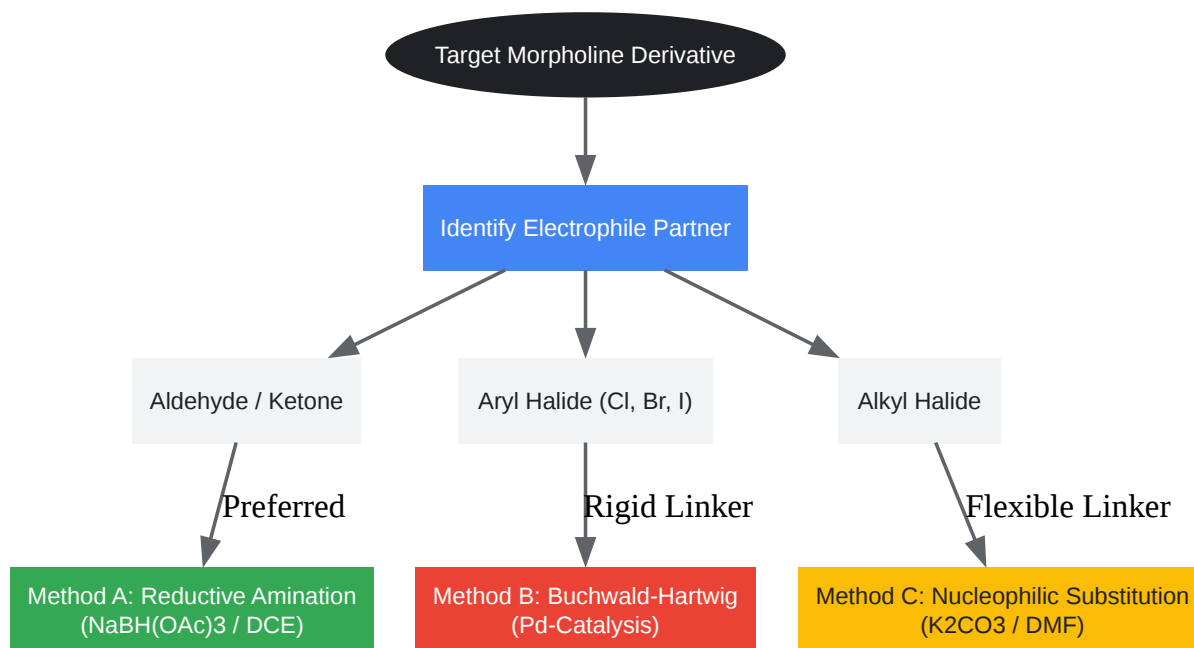 Target Morpholine Derivative
Identify Electrophile Partner
Aldehyde / Ketone
Aryl Halide (Cl, Br, I)
Alkyl Halide
Preferred
Rigid Linker
Flexible Linker
Method A: Reductive Amination
(NaBH(OAc)3 / DCE)
Method B: Buchwald-Hartwig
(Pd-Catalysis)
Method C: Nucleophilic Substitution
(K2CO3 / DMF)